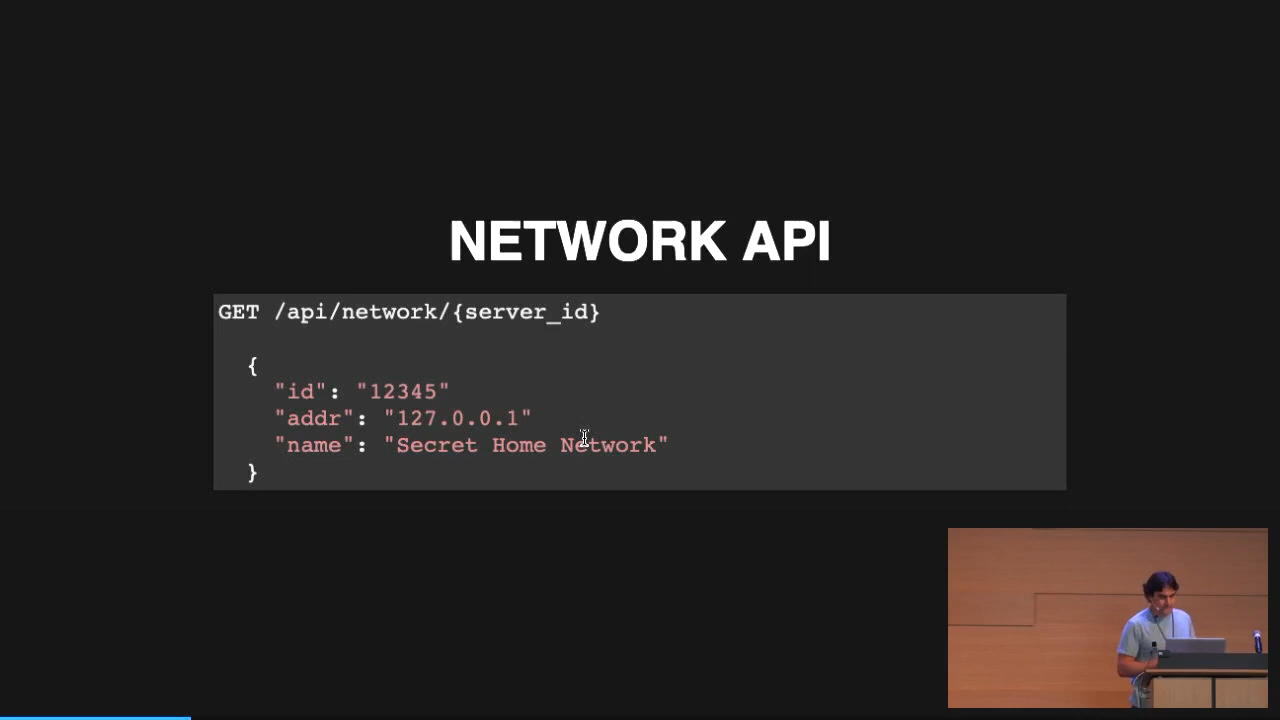 NETWORK API
GET /api/network/{server_id}
{
"id": "12345"
"addr": "127.0.0.1"
"name": "Secret Home Network"
}